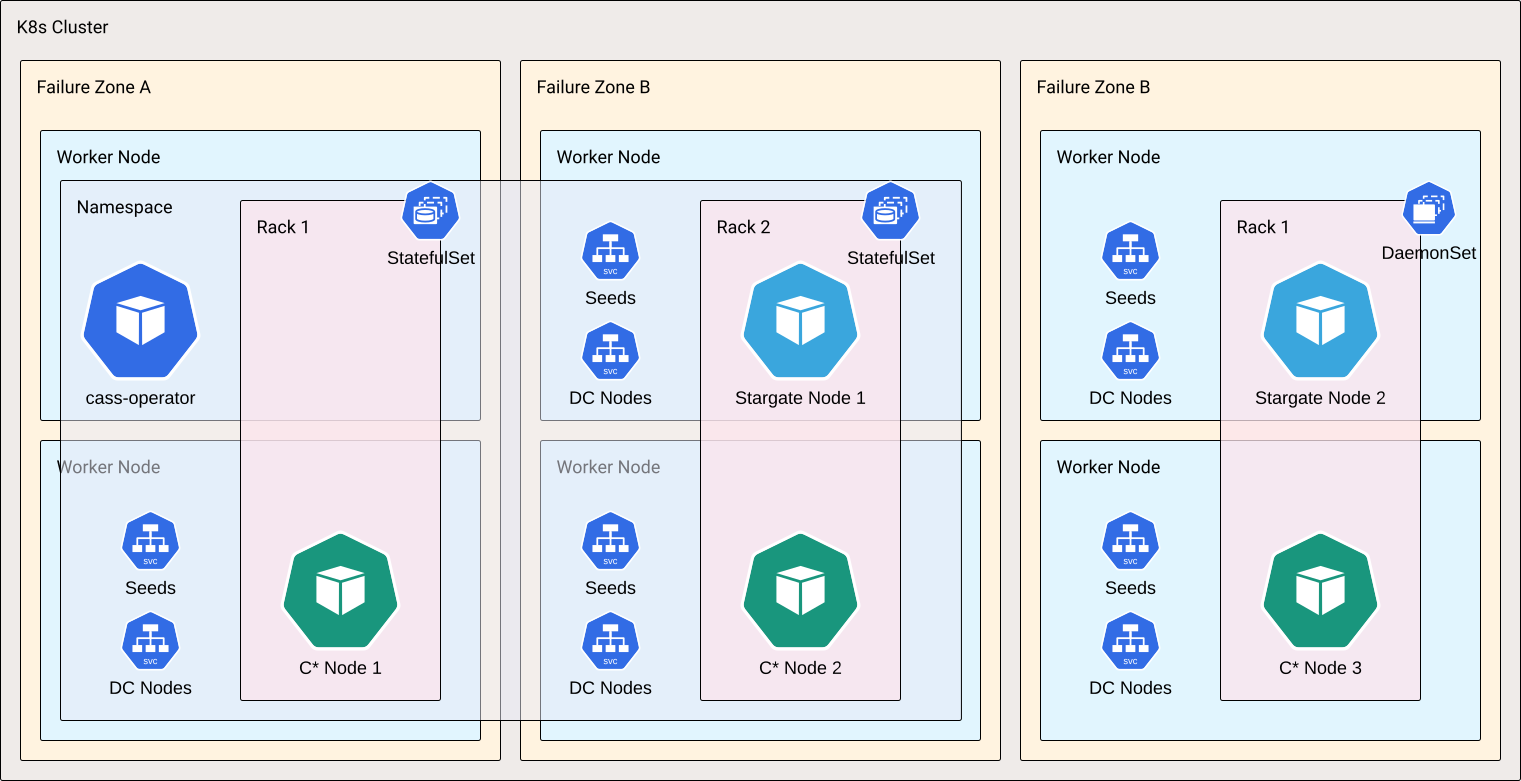 K8s Cluster
Failure Zone A
Worker Node
Namespace
Rack 1
StatefulSet
cass-operator
Worker Node
svc
Seeds
svc
DC Nodes
C* Node 1
Failure Zone B
Worker Node
Rack 2
StatefulSet
svc
Seeds
svc
DC Nodes
Stargate Node 1
Worker Node
svc
Seeds
svc
DC Nodes
C* Node 2
Failure Zone B
Worker Node
Rack 1
DaemonSet
svc
Seeds
svc
DC Nodes
Stargate Node 2
Worker Node
svc
Seeds
svc
DC Nodes
C* Node 3